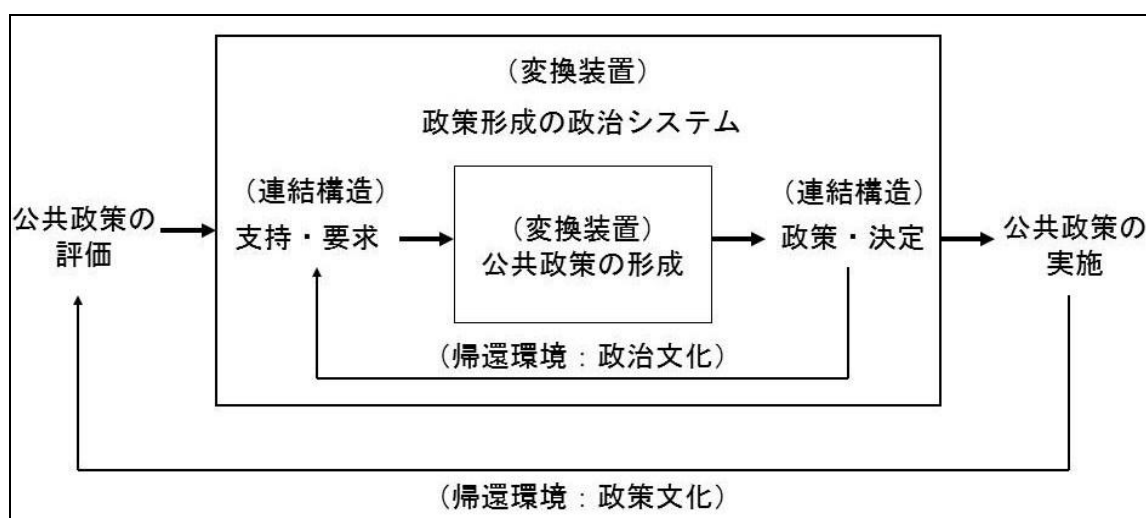 （変換装置）
政策形成の政治システム
公共政策の
評価
（連結構造）
支持・要求
（変換装置）
公共政策の形成
（連結構造）
政策・決定
公共政策の
実施
（帰還環境：政治文化）
（帰還環境：政策文化）